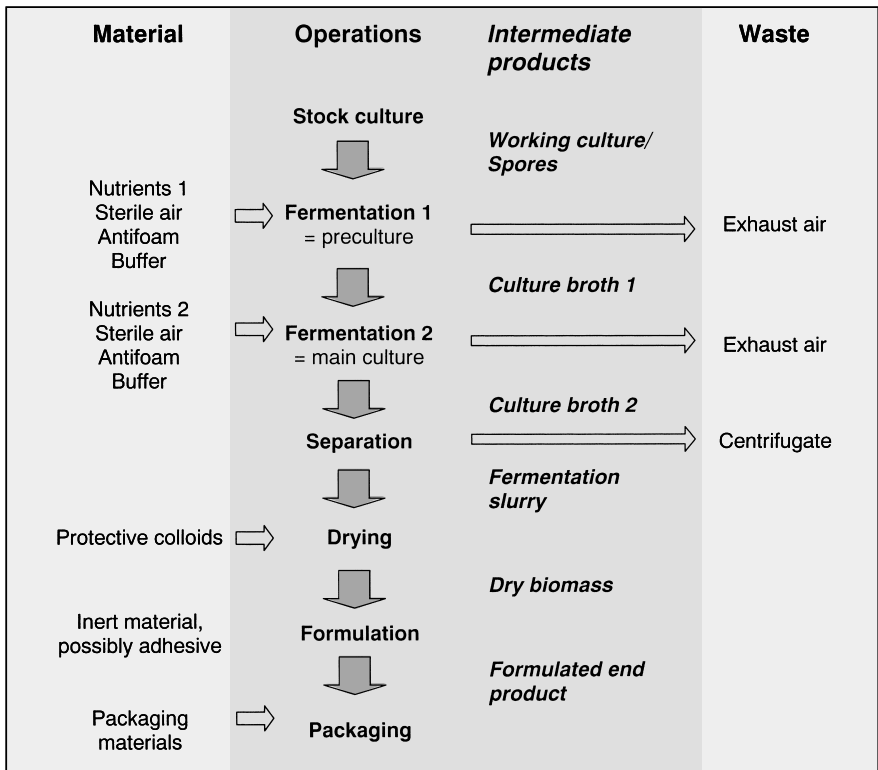 Material
Operations
Intermediate
products
Waste
Stock culture
Working culture/
Spores
Nutrients 1
Sterile air
Antifoam
Buffer
Fermentation 1
= preculture
Exhaust air
Culture broth 1
Nutrients 2
Sterile air
Antifoam
Buffer
Fermentation 2
= main culture
Exhaust air
Culture broth 2
Separation
Centrifugate
Fermentation
slurry
Protective colloids
Drying
Dry biomass
Inert material,
possibly adhesive
Formulation
Formulated end
product
Packaging
materials
Packaging